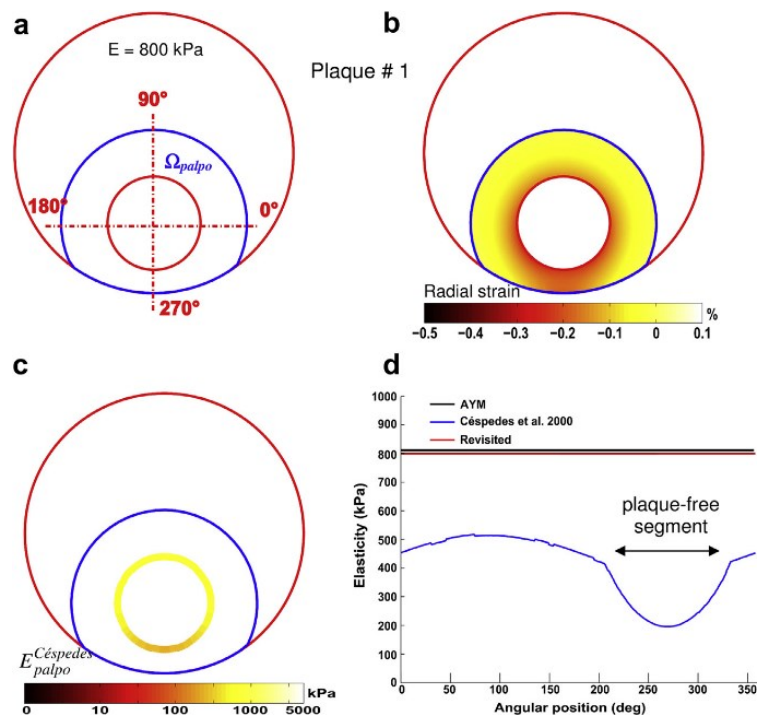 a
E = 800 kPa
90°
Ωpalpo
180°
0°
270°
Plaque # 1
b
Radial strain
%
-0.5 -0.4 -0.3 -0.2 -0.1 0 0.1
c
E Céspedes palpo
kPa
0 10 100 1000 5000
d
AYM
Céspedes et al. 2000
Revisited
plaque-free
segment
Elasticity (kPa)
1000
900
800
700
600
500
400
300
200
100
0
0 50 100 150 200 250 300 350
Angular position (deg)